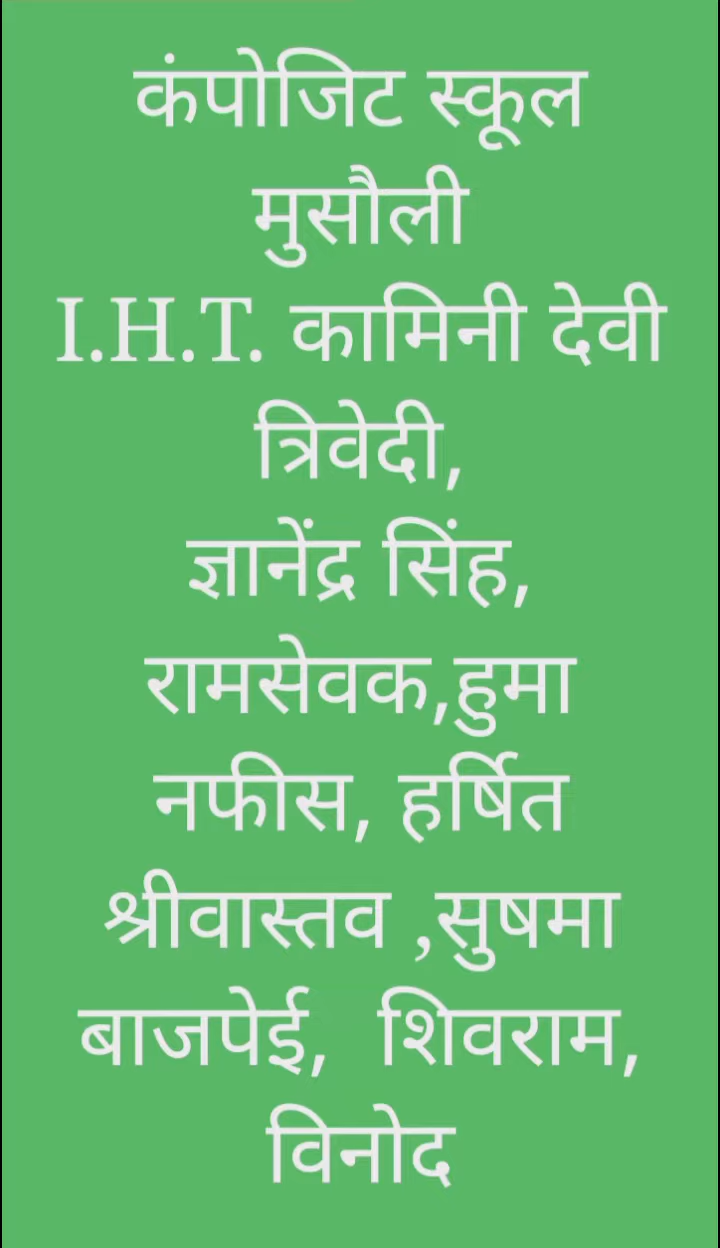 कंपोजिट स्कूल
मुसौली
I.H.T. कामिनी देवी
त्रिवेदी,
ज्ञानेंद्र सिंह,
रामसेवक,हुमा
नफीस, हर्षित
श्रीवास्तव ,सुषमा
बाजपेई,  शिवराम,
विनोद